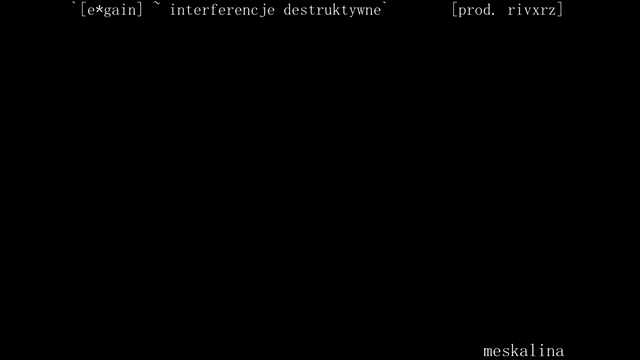 `[e*gain] ~ interferencje destruktywne` [prod. rivxrz]
meskalina